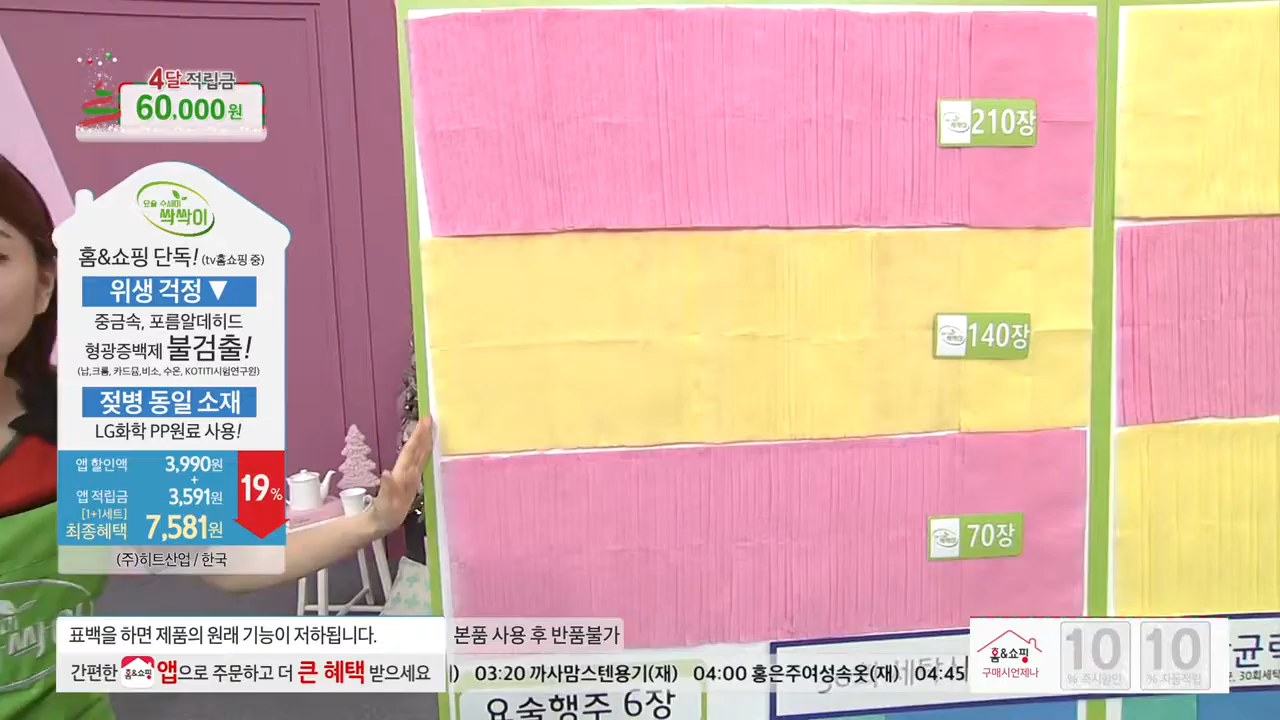 4달 적립금
60,000원
요술 수세미
싹싹이
홈&쇼핑 단독! (tv홈쇼핑 중)
위생 걱정▼
중금속, 포름알데히드
형광증백제 불검출!
(납,크롬, 카드뮴,비소, 수은, KOTITI시험연구원)
젖병 동일 소재
LG화학 PP원료 사용!
앱 할인액 3,990원
+
앱 적립금 3,591원
19%
[1+1세트]
최종혜택 7,581원
(주)히트산업 / 한국
210장
140장
70장
표백을 하면 제품의 원래 기능이 저하됩니다.
본품 사용 후 반품불가
간편한 홈&쇼핑 앱으로 주문하고 더 큰 혜택 받으세요
03:20 까사맘스텐용기(재) 04:00 홍은주여성속옷(재) 04:45
요술행주 6장
홈&쇼핑
구매시언제나
10 10
% 즉시할인 % 자동적립